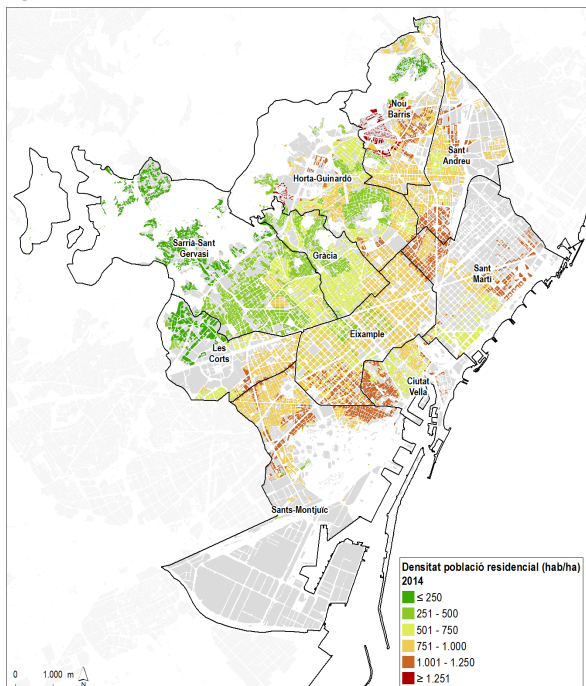 Nou
Barris
Sant
Andreu
Horta-Guinardó
Sarrià-Sant
Gervasi
Gràcia
Sant
Martí
Eixample
Les
Corts
Ciutat
Vella
Sants-Montjuïc
Densitat població residencial (hab/ha)
2014
≤ 250
251 - 500
501 - 750
751 - 1.000
1.001 - 1.250
≥ 1.251
0 1.000 m
N